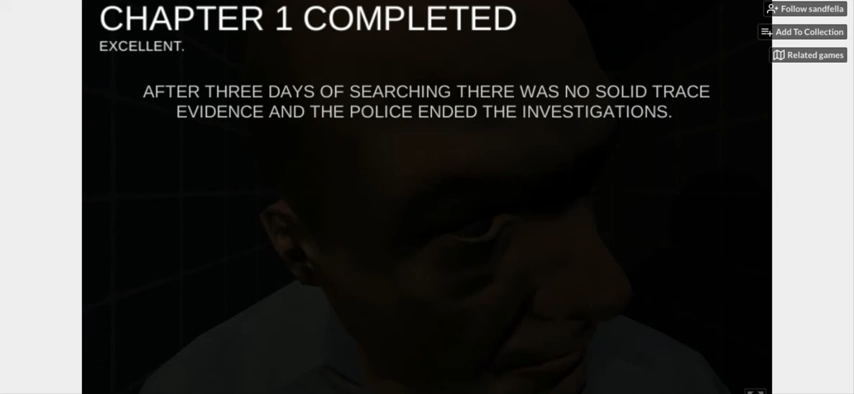 CHAPTER 1 COMPLETED
EXCELLENT.
AFTER THREE DAYS OF SEARCHING THERE WAS NO SOLID TRACE
EVIDENCE AND THE POLICE ENDED THE INVESTIGATIONS.
Follow sandfella
Add To Collection
Related games